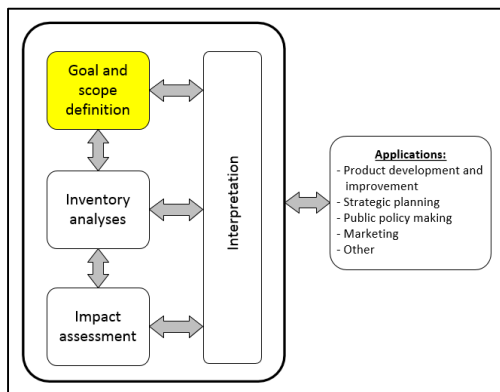 Goal and
scope
definition
Inventory
analyses
Impact
assessment
Interpretation
Applications:
- Product development and
improvement
- Strategic planning
- Public policy making
- Marketing
- Other